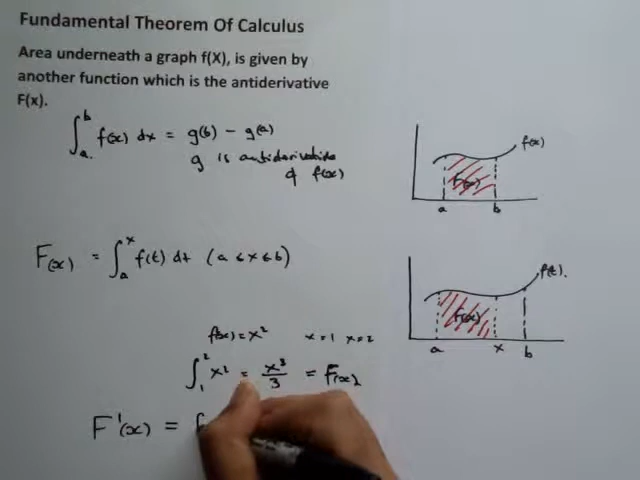 Fundamental Theorem Of Calculus
Area underneath a graph f(X), is given by
another function which is the antiderivative
F(x).
∫ₐᵇ f(x) dx = g(b) − g(a)
g is antiderivative
of f(x)
f(x)
F(x)
a b
F(x) = ∫ₐˣ f(t) dt (a ≤ x ≤ b)
f(t).
F(x)
a x b
f(x) = x² x=1 x=2
∫₁² x² = x³/3 = F(x)
F'(x) = f